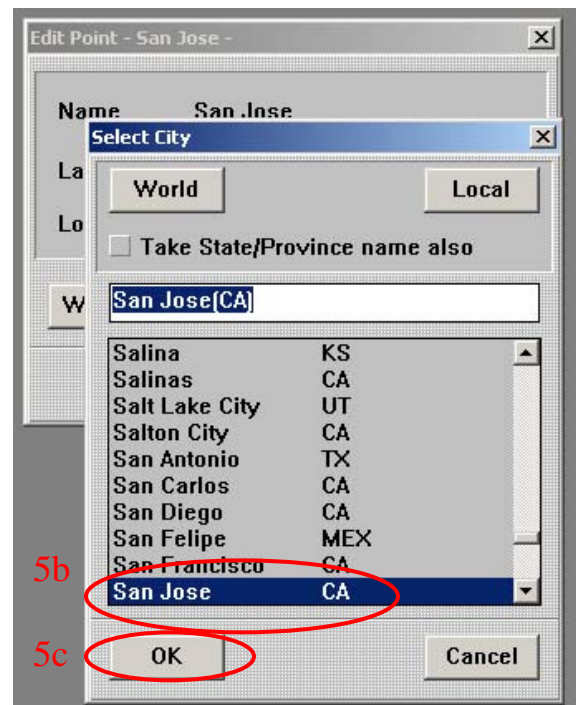 Edit Point - San Jose -
Name San Jose
Select City
La
World Local
Lo
Take State/Province name also
W
San Jose(CA)
Salina KS
Salinas CA
Salt Lake City UT
Salton City CA
San Antonio TX
San Carlos CA
San Diego CA
San Felipe MEX
San Francisco CA
5b
San Jose CA
5c OK Cancel